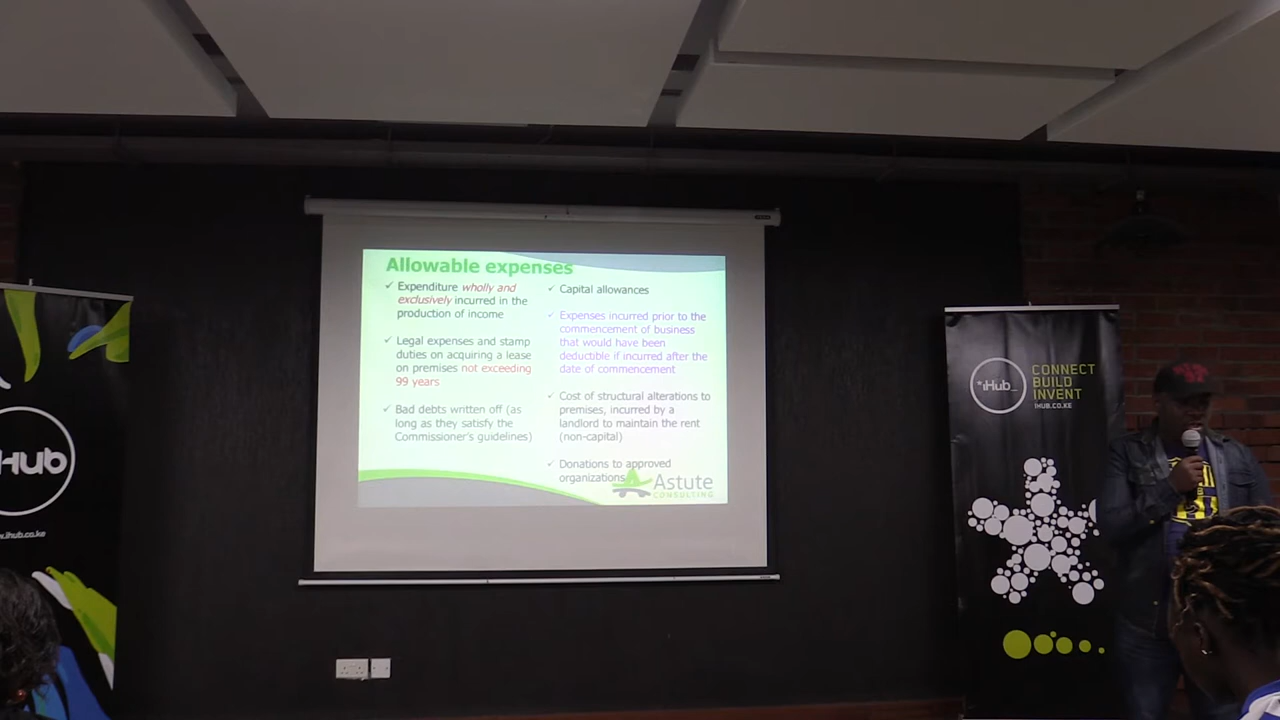 Allowable expenses
✓ Expenditure wholly and
exclusively incurred in the
production of income
✓ Legal expenses and stamp
duties on acquiring a lease
on premises not exceeding
99 years
✓ Bad debts written off (as
long as they satisfy the
Commissioner's guidelines)
✓ Capital allowances
✓ Expenses incurred prior to the
commencement of business
that would have been
deductible if incurred after the
date of commencement
✓ Cost of structural alterations to
premises, incurred by a
landlord to maintain the rent
(non-capital)
✓ Donations to approved
organizations
Astute
CONSULTING
Hub
.ihub.co.ke
*iHub_
CONNECT
BUILD
INVENT
IHUB.CO.KE